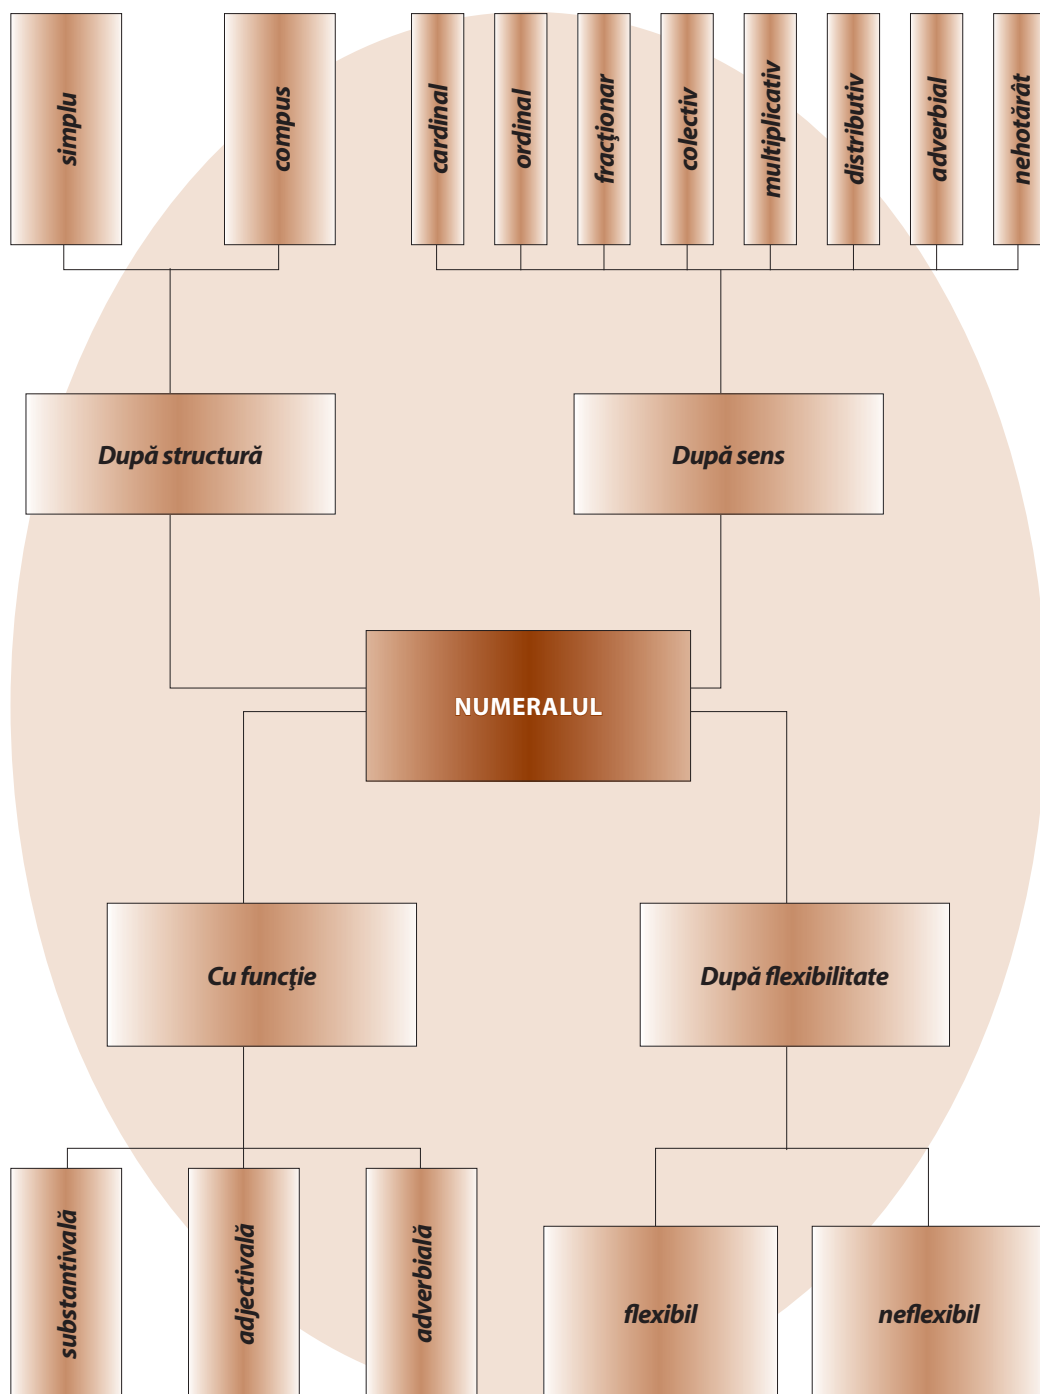 simplu
compus
cardinal
ordinal
fracţionar
colectiv
multiplicativ
distributiv
adverbial
nehotărât
După structură
După sens
NUMERALUL
Cu funcţie
După flexibilitate
substantivală
adjectivală
adverbială
flexibil
neflexibil